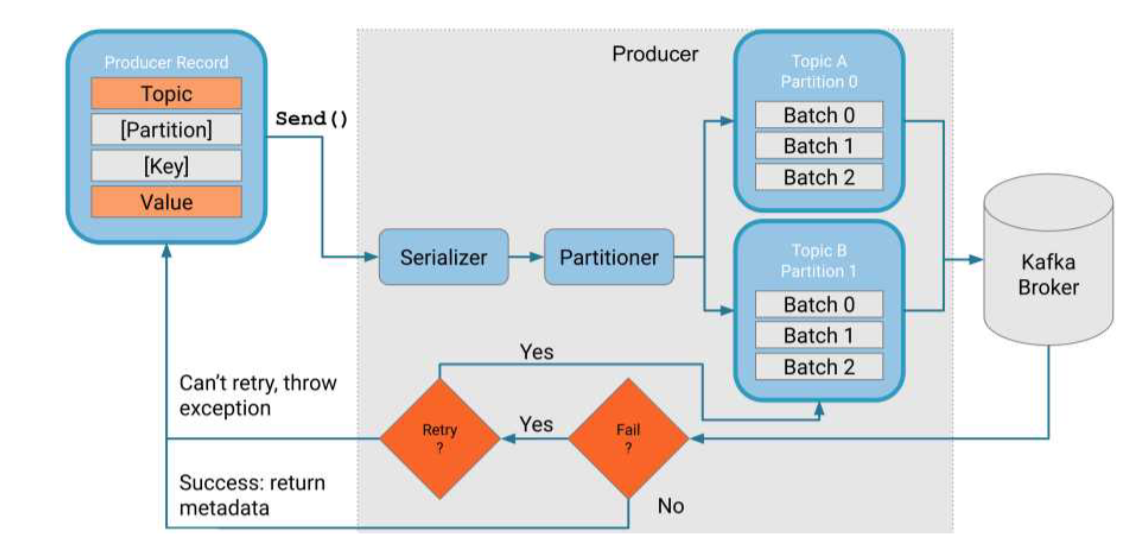 Producer Record
Topic
[Partition]
[Key]
Value
Send()
Producer
Serializer
Partitioner
Topic A
Partition 0
Batch 0
Batch 1
Batch 2
Topic B
Partition 1
Batch 0
Batch 1
Batch 2
Kafka
Broker
Yes
Can't retry, throw
exception
Retry
?
Yes
Fail
?
Success: return
metadata
No